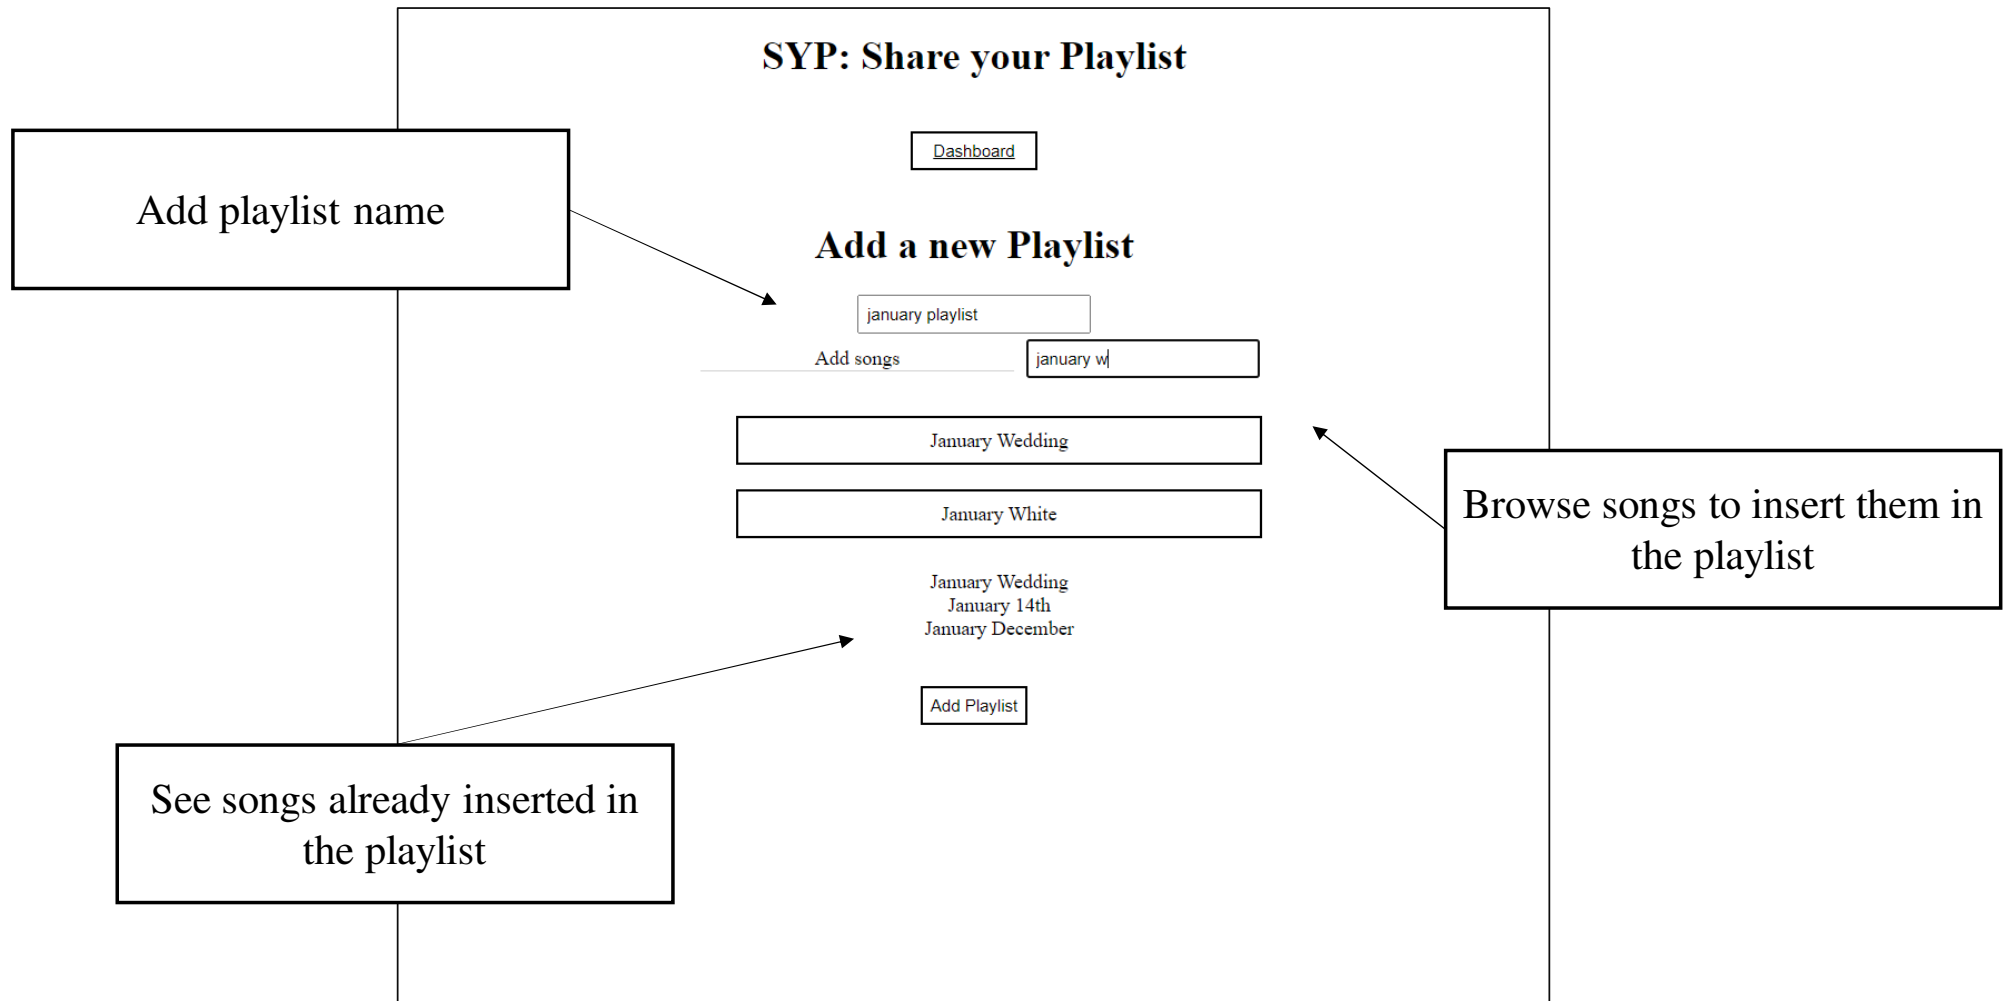 SYP: Share your Playlist
Dashboard
Add playlist name
Add a new Playlist
january playlist
Add songs
january w
January Wedding
January White
Browse songs to insert them in
the playlist
January Wedding
January 14th
January December
Add Playlist
See songs already inserted in
the playlist